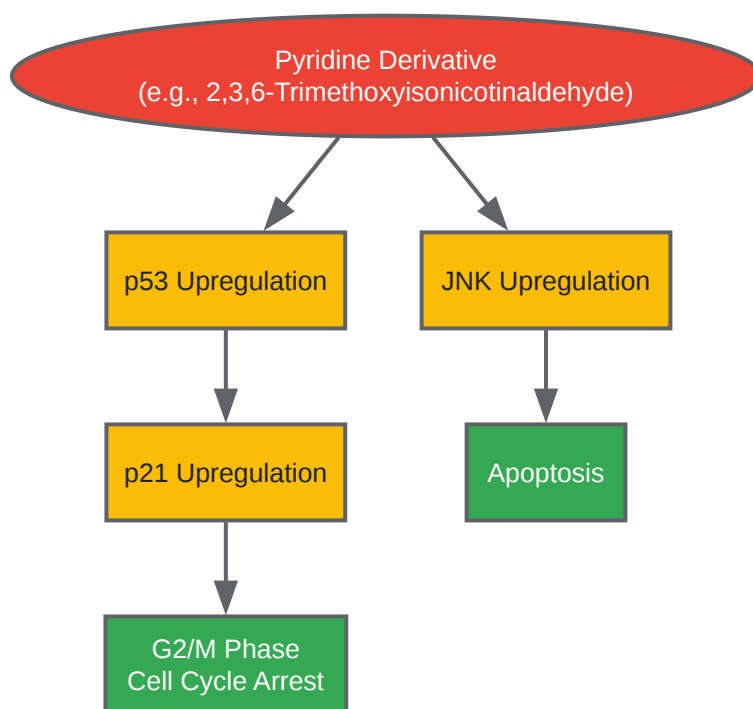 Pyridine Derivative
(e.g., 2,3,6-Trimethoxyisonicotinaldehyde)
p53 Upregulation
JNK Upregulation
p21 Upregulation
Apoptosis
G2/M Phase
Cell Cycle Arrest